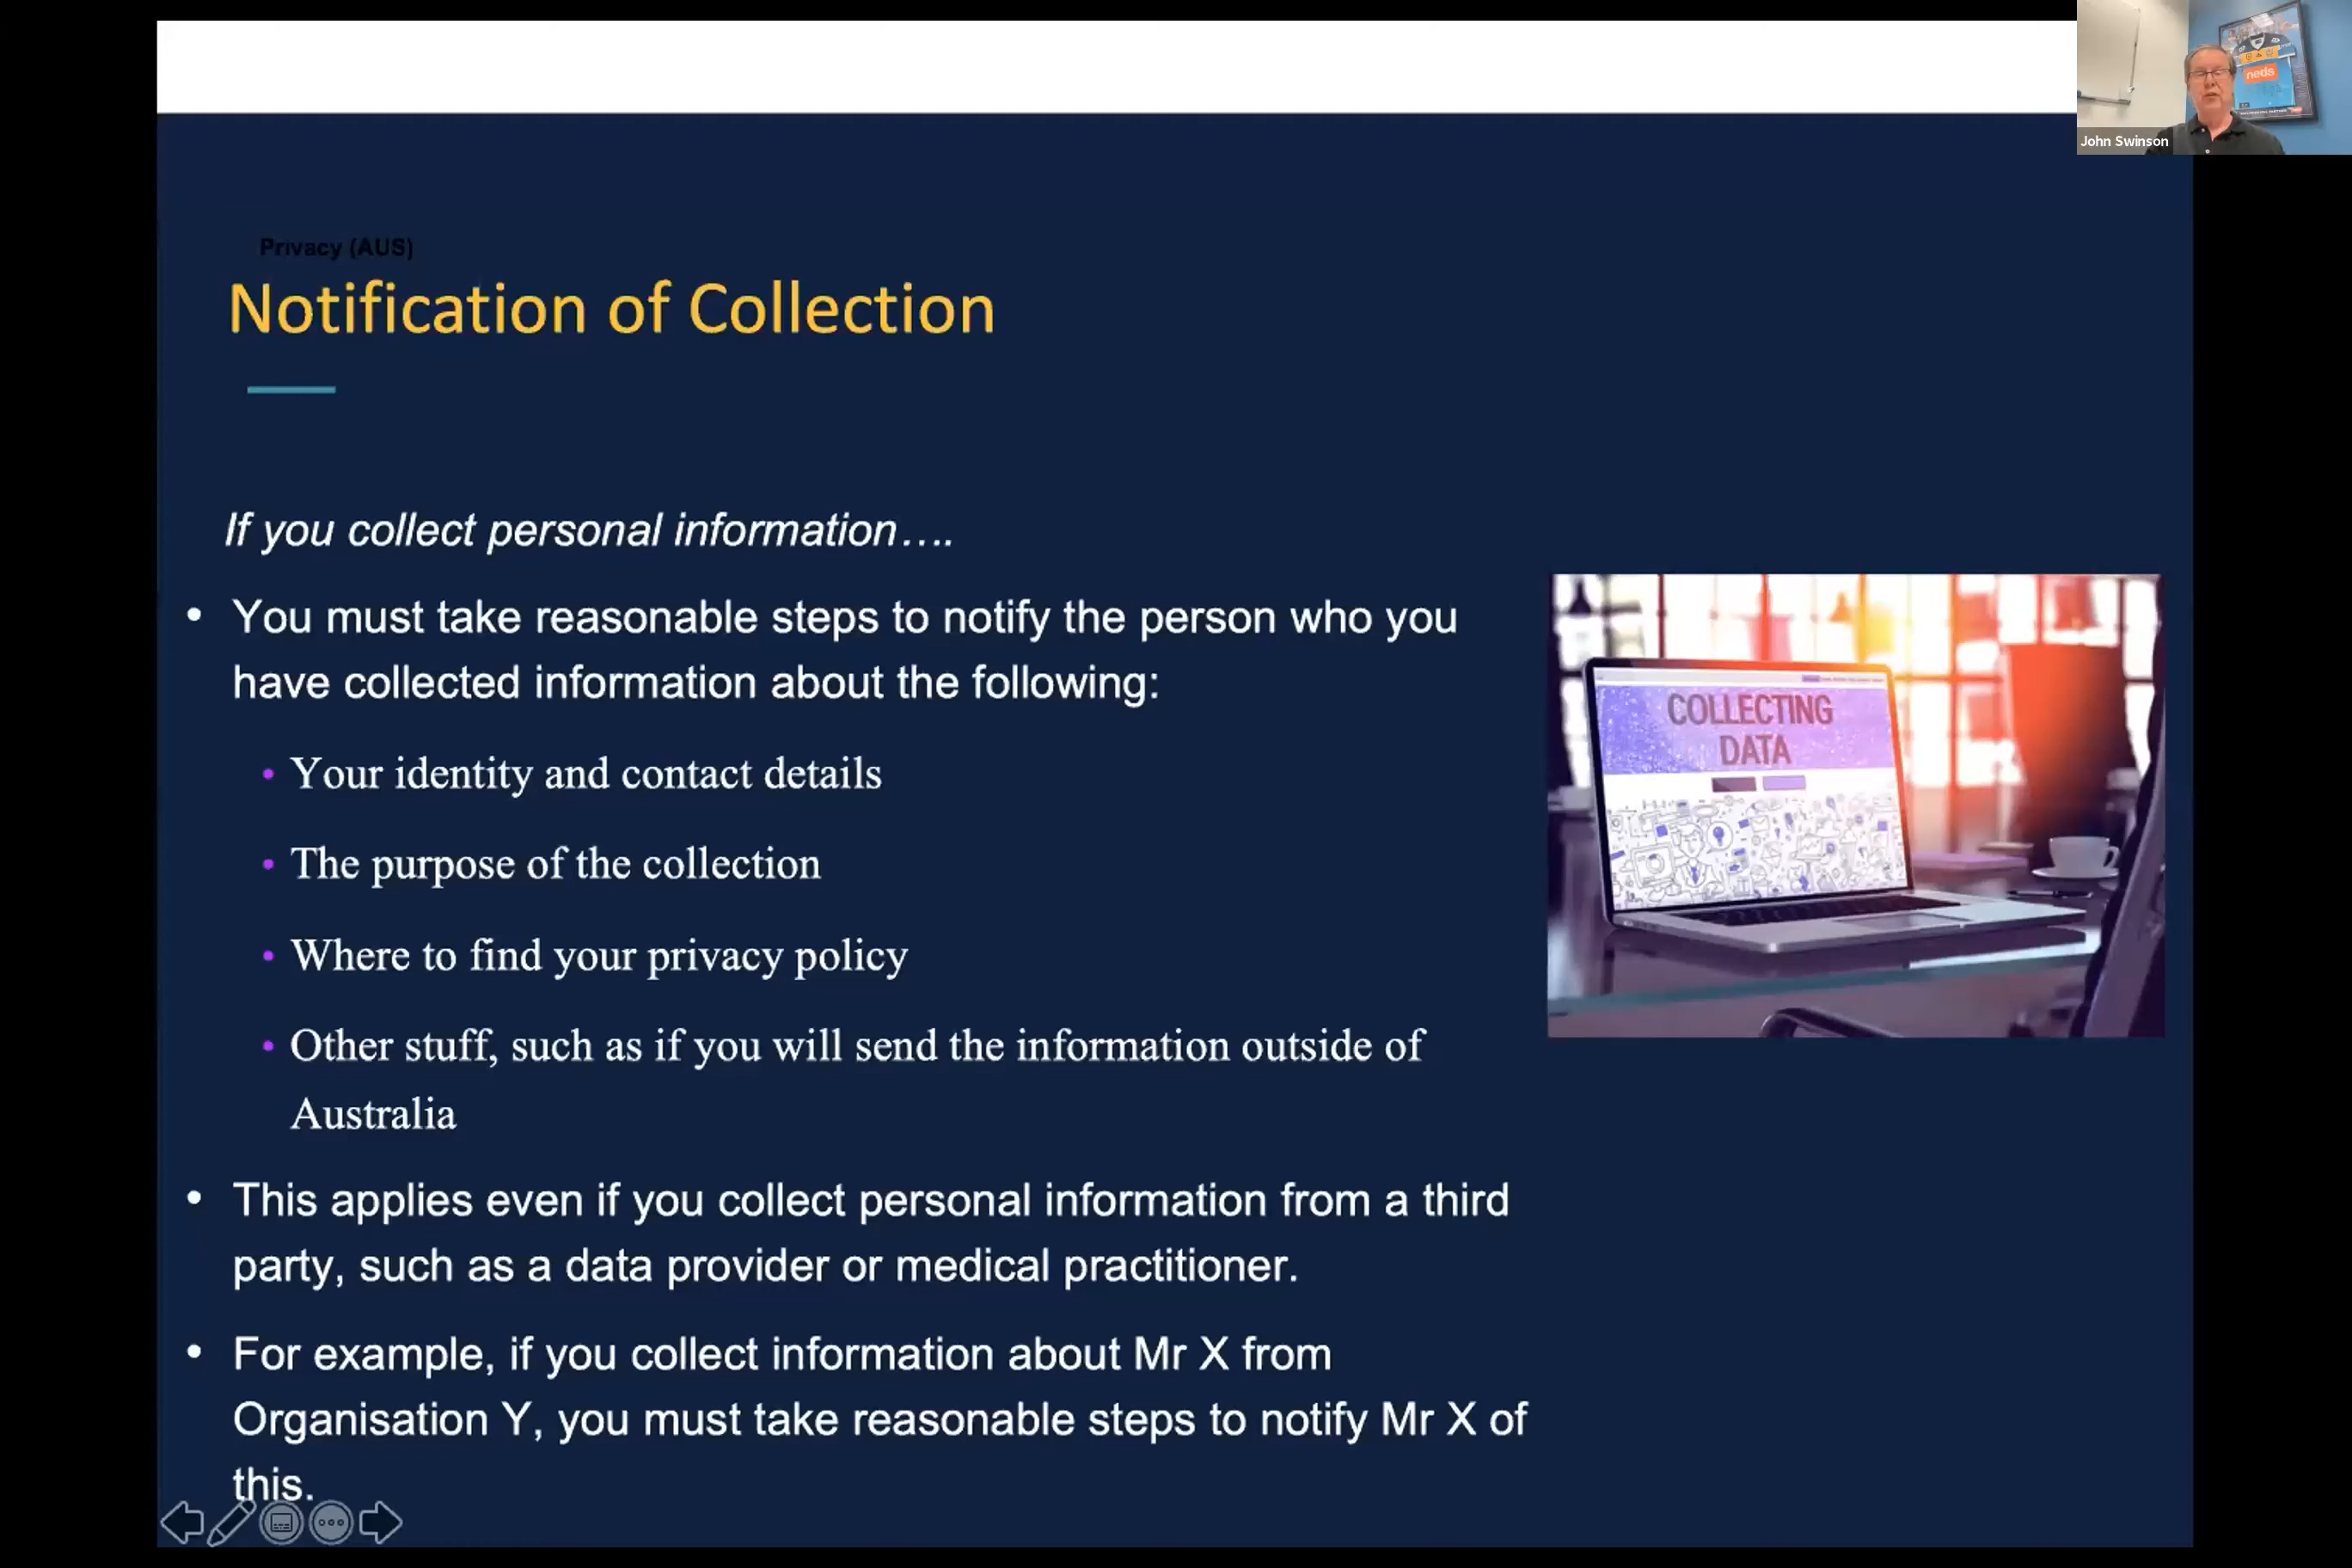 neds
John Swinson
Privacy (AUS)
Notification of Collection
If you collect personal information….
• You must take reasonable steps to notify the person who you
have collected information about the following:
• Your identity and contact details
• The purpose of the collection
• Where to find your privacy policy
• Other stuff, such as if you will send the information outside of
Australia
• This applies even if you collect personal information from a third
party, such as a data provider or medical practitioner.
• For example, if you collect information about Mr X from
Organisation Y, you must take reasonable steps to notify Mr X of
this.
COLLECTING
DATA